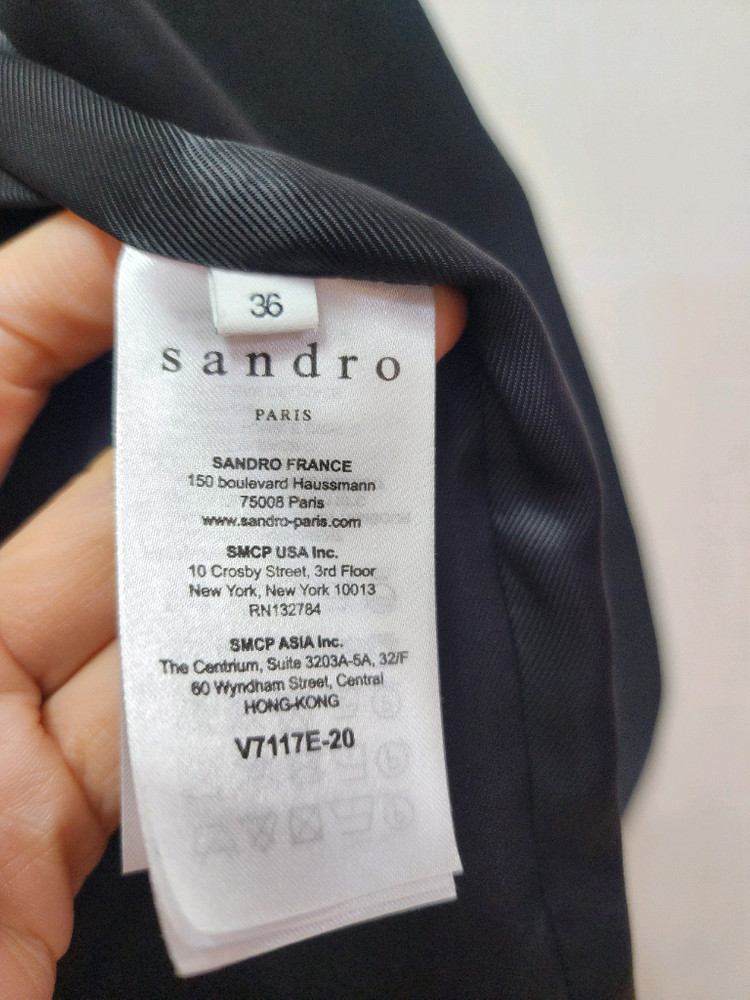 36
sandro
PARIS
SANDRO FRANCE
150 boulevard Haussmann
75008 Paris
www.sandro-paris.com
SMCP USA Inc.
10 Crosby Street, 3rd Floor
New York, New York 10013
RN132784
SMCP ASIA Inc.
The Centrium, Suite 3203A-5A, 32/F
60 Wyndham Street, Central
HONG-KONG
V7117E-20